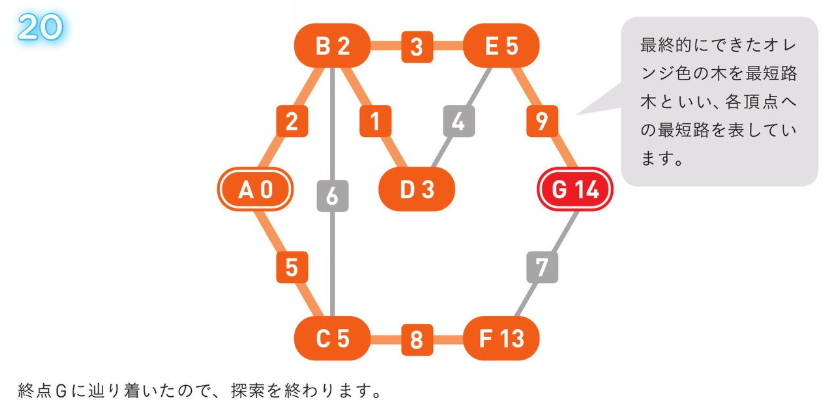 20
B 2
3
E 5
最終的にできたオレ
ンジ色の木を最短路
木といい、各頂点へ
の最短路を表してい
ます。
2
1
4
9
A 0
6
D 3
G 14
5
7
C 5
8
F 13
終点Gに辿り着いたので、探索を終わります。